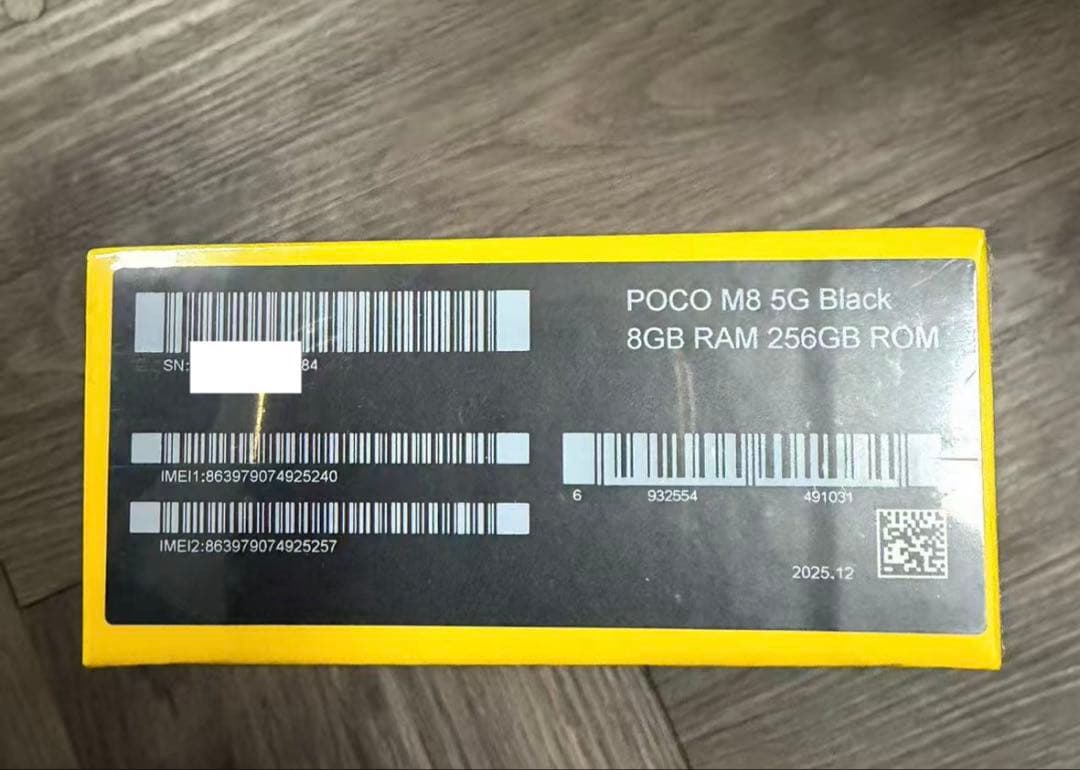 POCO M8 5G Black
8GB RAM 256GB ROM
SN: 84
IMEI1:863979074925240
IMEI2:863979074925257
6 932554 491031
2025.12